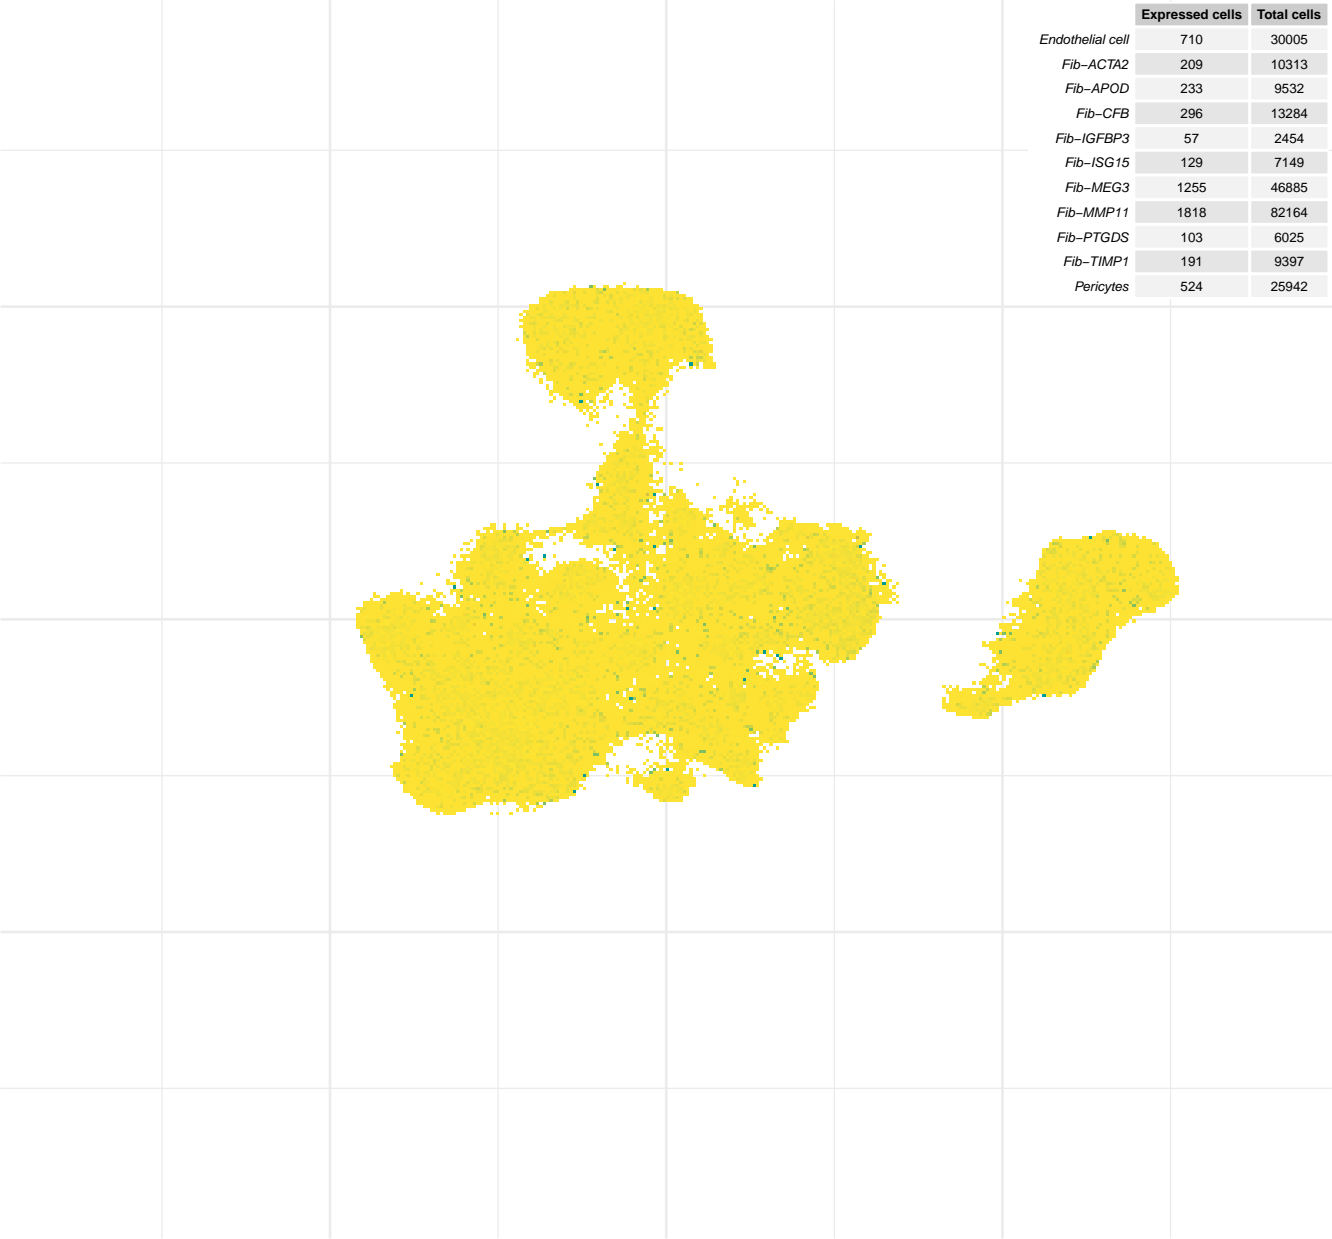 Expressed cells Total cells
Endothelial cell 710 30005
Fib−ACTA2 209 10313
Fib−APOD 233 9532
Fib−CFB 296 13284
Fib−IGFBP3 57 2454
Fib−ISG15 129 7149
Fib−MEG3 1255 46885
Fib−MMP11 1818 82164
Fib−PTGDS 103 6025
Fib−TIMP1 191 9397
Pericytes 524 25942